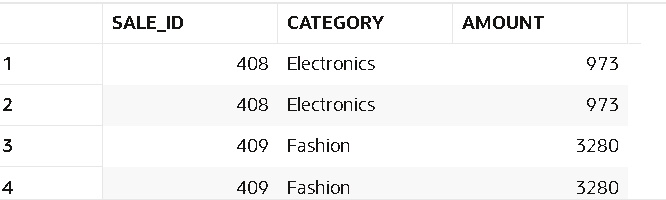 SALE_ID CATEGORY AMOUNT
1 408 Electronics 973
2 408 Electronics 973
3 409 Fashion 3280
4 409 Fashion 3280